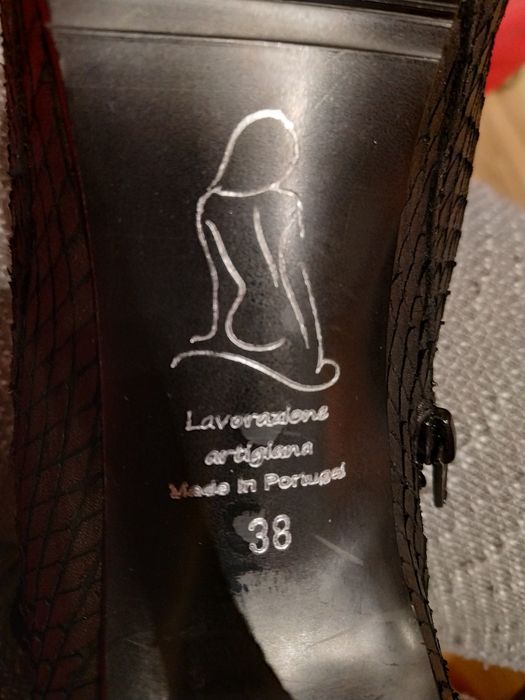 Lavorazione
artigiana
Made in Portugal
38